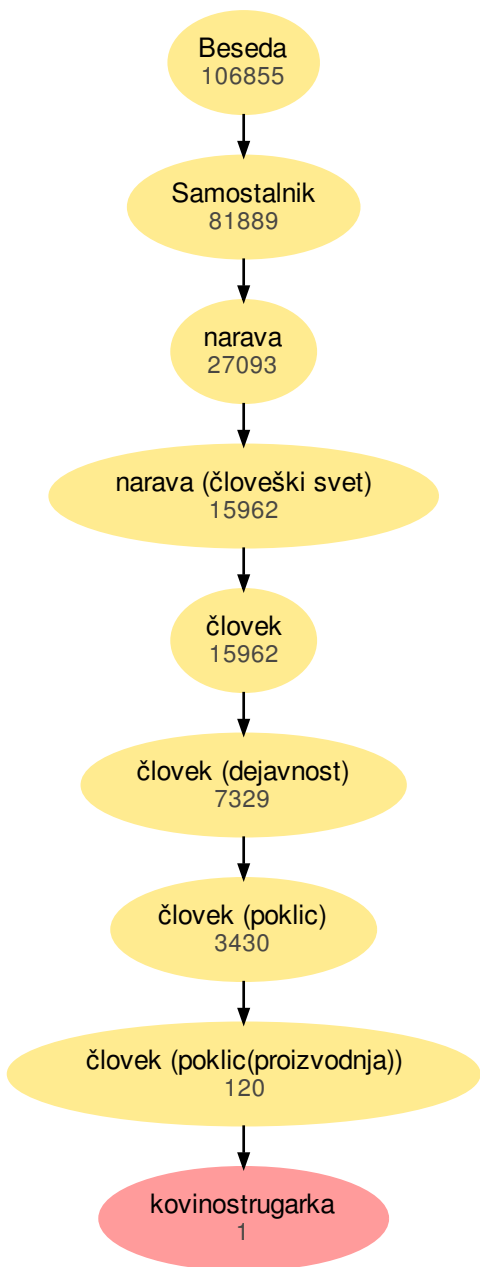 Beseda
106855
Samostalnik
81889
narava
27093
narava (človeški svet)
15962
človek
15962
človek (dejavnost)
7329
človek (poklic)
3430
človek (poklic(proizvodnja))
120
kovinostrugarka
1